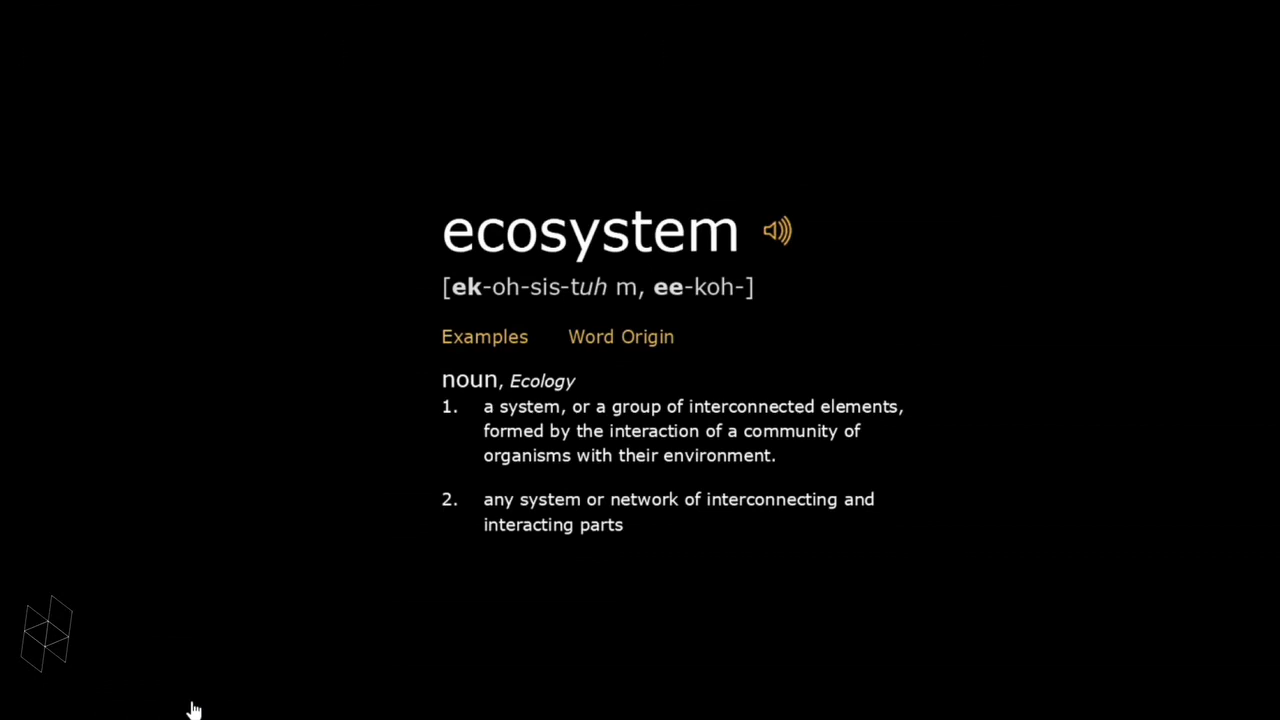 ecosystem
[ek-oh-sis-tuh m, ee-koh-]
Examples Word Origin
noun, Ecology
1. a system, or a group of interconnected elements,
formed by the interaction of a community of
organisms with their environment.
2. any system or network of interconnecting and
interacting parts